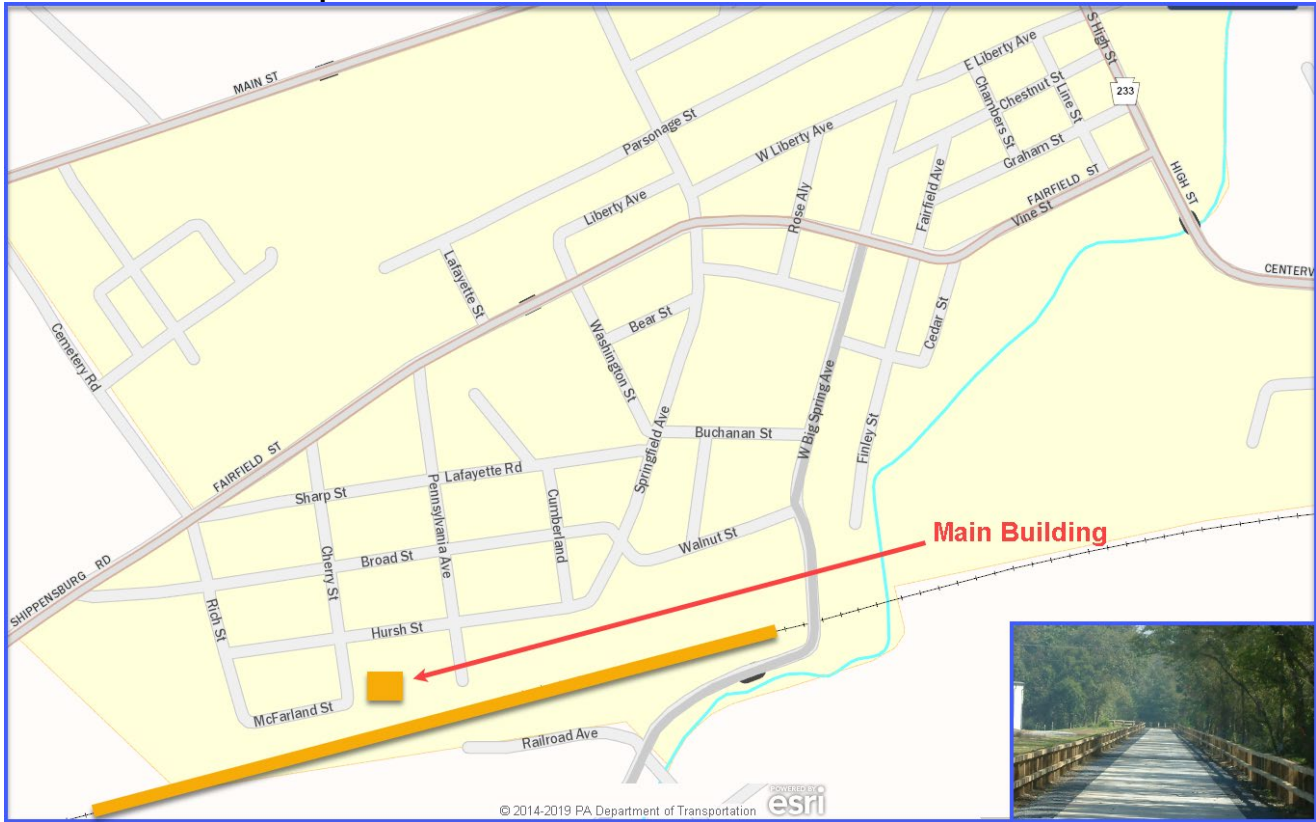 MAIN ST
S High St
E Liberty Ave
Chambers St
Chestnut St
Line St
233
Parsonage St
W Liberty Ave
Graham St
Liberty Ave
Rose Aly
Fairfield Ave
FAIRFIELD ST
Vine St
HIGH ST
CENTERV
Lafayette St
Cemetery Rd
Bear St
Washington St
Cedar St
W Big Spring Ave
Springfield Ave
Buchanan St
Finley St
FAIRFIELD ST
Lafayette Rd
Sharp St
Pennsylvania Ave
Cumberland
Walnut St
Main Building
Broad St
Cherry St
SHIPPENSBURG RD
Rich St
Hursh St
McFarland St
Railroad Ave
© 2014-2019 PA Department of Transportation
POWERED BY
esri